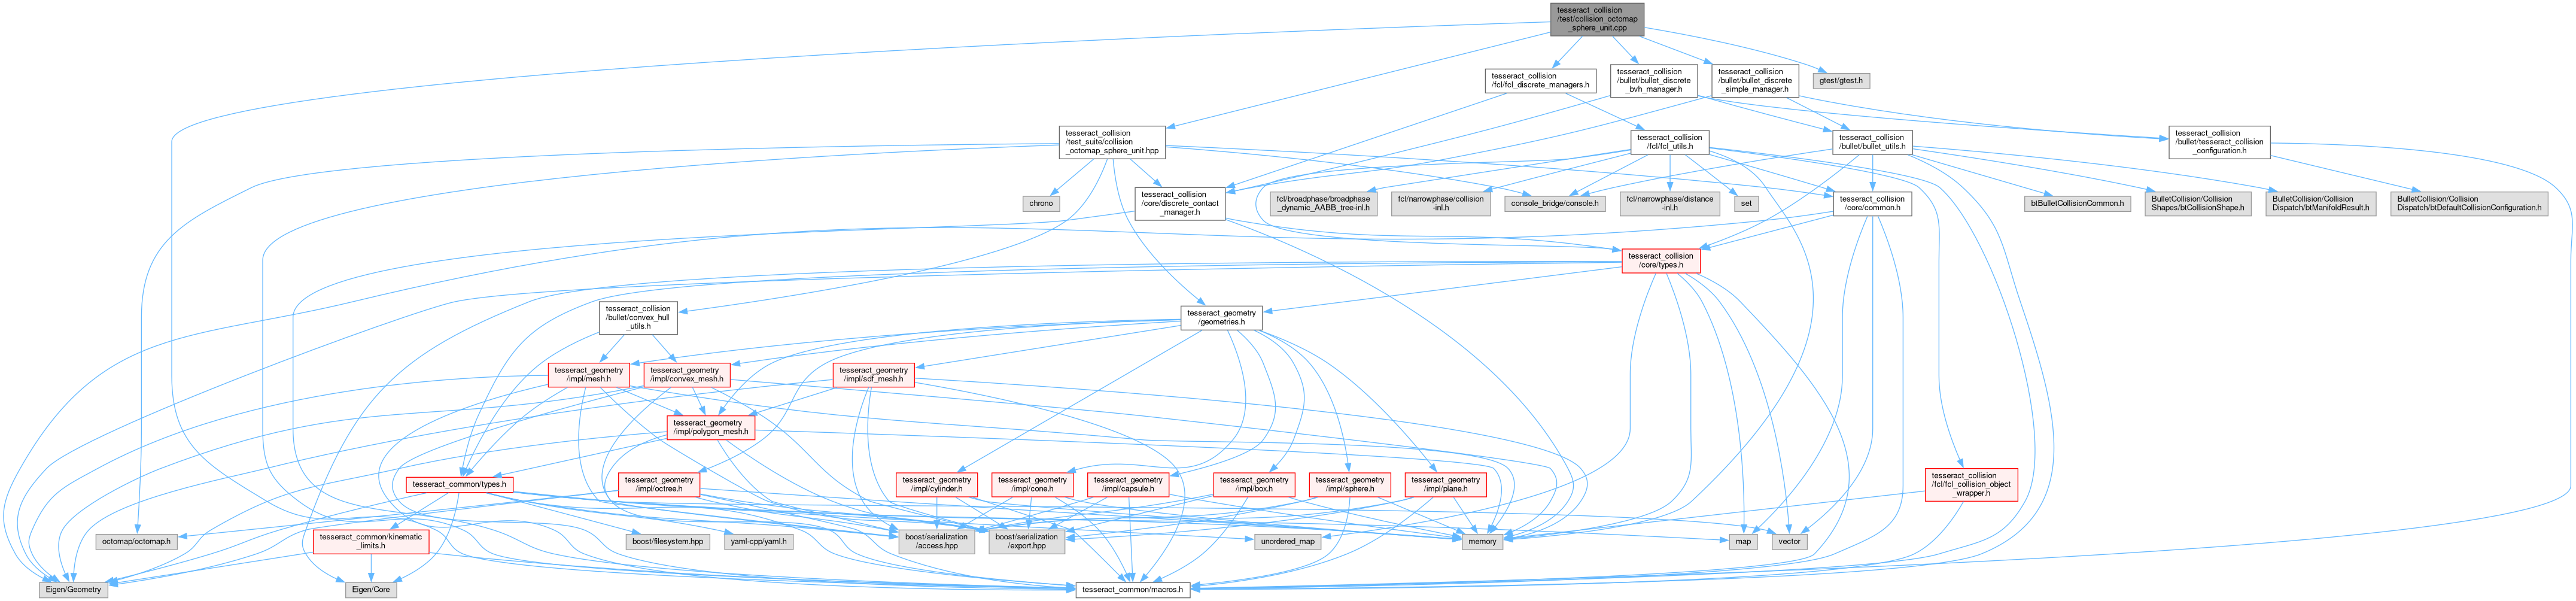 tesseract_collision
/test/collision_octomap
_sphere_unit.cpp
tesseract_collision
/fcl/fcl_discrete_managers.h
tesseract_collision
/bullet/bullet_discrete
_bvh_manager.h
tesseract_collision
/bullet/bullet_discrete
_simple_manager.h
gtest/gtest.h
tesseract_collision
/test_suite/collision
_octomap_sphere_unit.hpp
tesseract_collision
/fcl/fcl_utils.h
tesseract_collision
/bullet/bullet_utils.h
tesseract_collision
/bullet/tesseract_collision
_configuration.h
chrono
tesseract_collision
/core/discrete_contact
_manager.h
fcl/broadphase/broadphase
_dynamic_AABB_tree-inl.h
fcl/narrowphase/collision
-inl.h
console_bridge/console.h
fcl/narrowphase/distance
-inl.h
set
tesseract_collision
/core/common.h
btBulletCollisionCommon.h
BulletCollision/Collision
Shapes/btCollisionShape.h
BulletCollision/Collision
Dispatch/btManifoldResult.h
BulletCollision/Collision
Dispatch/btDefaultCollisionConfiguration.h
tesseract_collision
/core/types.h
tesseract_collision
/bullet/convex_hull
_utils.h
tesseract_geometry
/geometries.h
tesseract_geometry
/impl/mesh.h
tesseract_geometry
/impl/convex_mesh.h
tesseract_geometry
/impl/sdf_mesh.h
tesseract_geometry
/impl/polygon_mesh.h
tesseract_common/types.h
tesseract_geometry
/impl/octree.h
tesseract_geometry
/impl/cylinder.h
tesseract_geometry
/impl/cone.h
tesseract_geometry
/impl/capsule.h
tesseract_geometry
/impl/box.h
tesseract_geometry
/impl/sphere.h
tesseract_geometry
/impl/plane.h
tesseract_collision
/fcl/fcl_collision_object
_wrapper.h
octomap/octomap.h
tesseract_common/kinematic
_limits.h
boost/filesystem.hpp
yaml-cpp/yaml.h
boost/serialization
/access.hpp
boost/serialization
/export.hpp
unordered_map
memory
map
vector
Eigen/Geometry
Eigen/Core
tesseract_common/macros.h